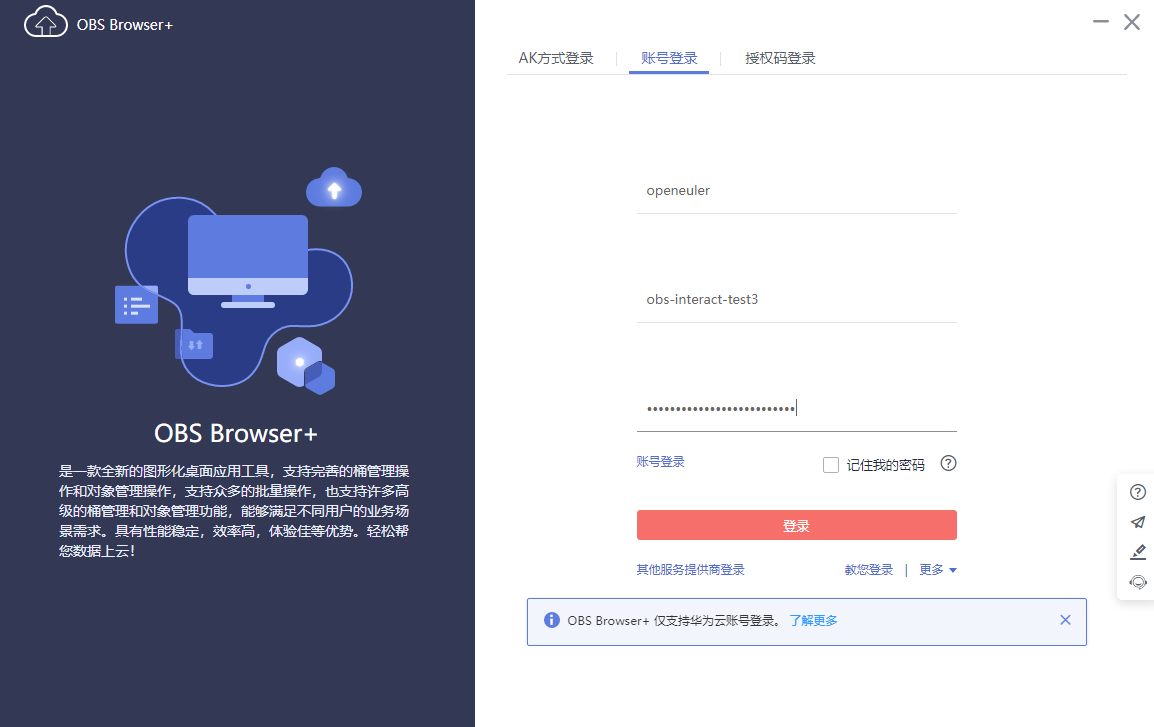 OBS Browser+
AK方式登录
账号登录
授权码登录
openeuler
obs-interact-test3
••••••••••••••••••••••••••
账号登录
记住我的密码
登录
其他服务提供商登录
教您登录 | 更多
OBS Browser+ 仅支持华为云账号登录。 了解更多
OBS Browser+
是一款全新的图形化桌面应用工具，支持完善的桶管理操
作和对象管理操作，支持众多的批量操作，也支持许多高
级的桶管理和对象管理功能，能够满足不同用户的业务场
景需求。具有性能稳定，效率高，体验佳等优势。轻松帮
您数据上云！